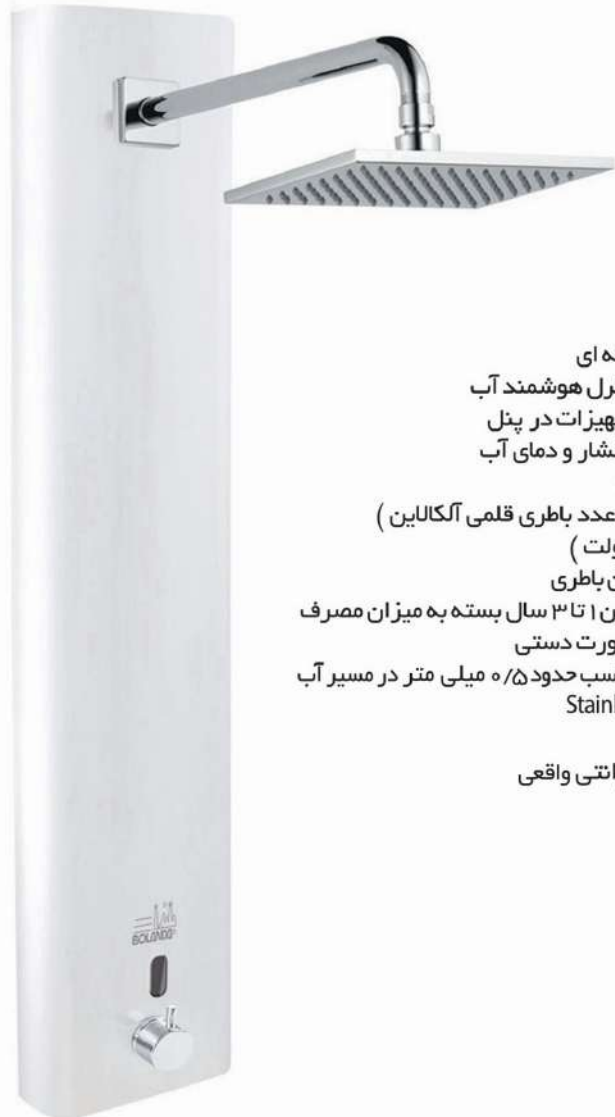 ه ای
رل هوشمند آب
هیزات در پنل
شار و دمای آب
عدد باطری قلمی آلکالاین )
ولت )
ن باطری
ن ۱ تا ۳ سال بسته به میزان مصرف
ورت دستی
سب حدود ۰/۵ میلی متر در مسیر آب
Stainl
انتی واقعی
BOLANDA